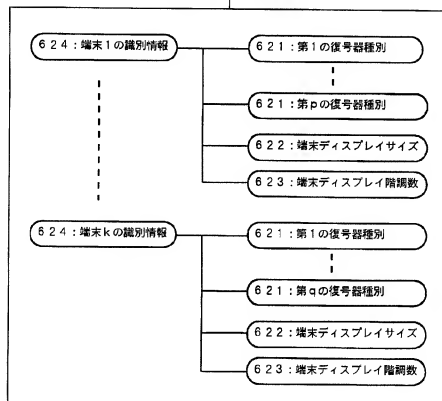 624:端末1の識別情報
621:第1の復号器種別
621:第pの復号器種別
622:端末ディスプレイサイズ
623:端末ディスプレイ階調数
624:端末kの識別情報
621:第1の復号器種別
621:第qの復号器種別
622:端末ディスプレイサイズ
623:端末ディスプレイ階調数